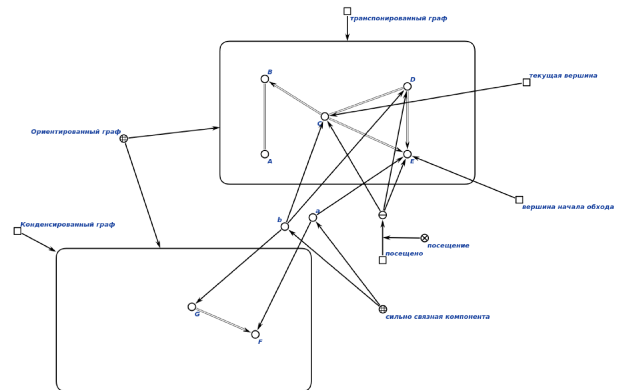 транспонированный граф
B
D
текущая вершина
C
Ориентированный граф
A
E
вершина начала обхода
a
b
Конденсированный граф
посещение
посещено
G
сильно связная компонента
F